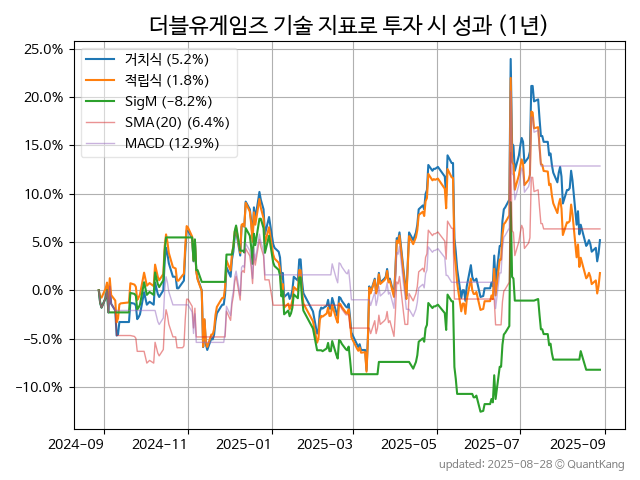 더블유게임즈 기술 지표로 투자 시 성과 (1년)
25.0%
20.0%
15.0%
10.0%
5.0%
0.0%
−5.0%
−10.0%
거치식 (5.2%)
적립식 (1.8%)
SigM (−8.2%)
SMA(20) (6.4%)
MACD (12.9%)
2024-09
2024-11
2025-01
2025-03
2025-05
2025-07
2025-09
updated: 2025-08-28 © QuantKang